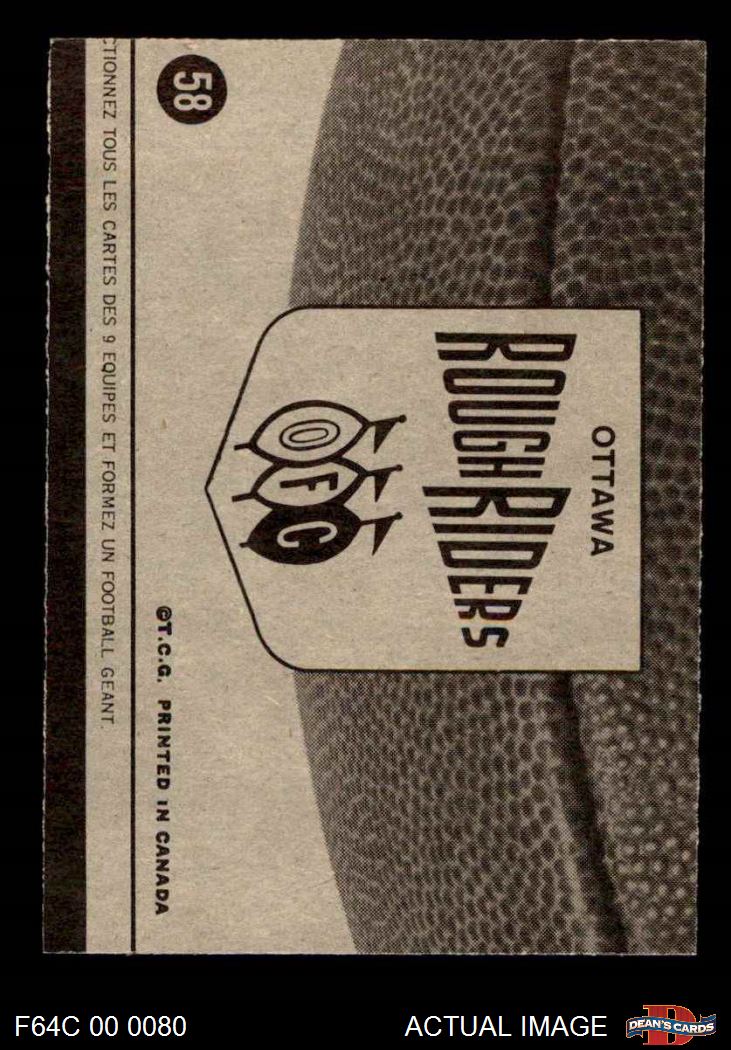 OTTAWA
ROUGH RIDERS
O F C
58
©T.C.G. PRINTED IN CANADA
CTIONNEZ TOUS LES CARTES DES 9 EQUIPES ET FORMEZ UN FOOTBALL GEANT.
F64C 00 0080
ACTUAL IMAGE
D
DEAN'S CARDS